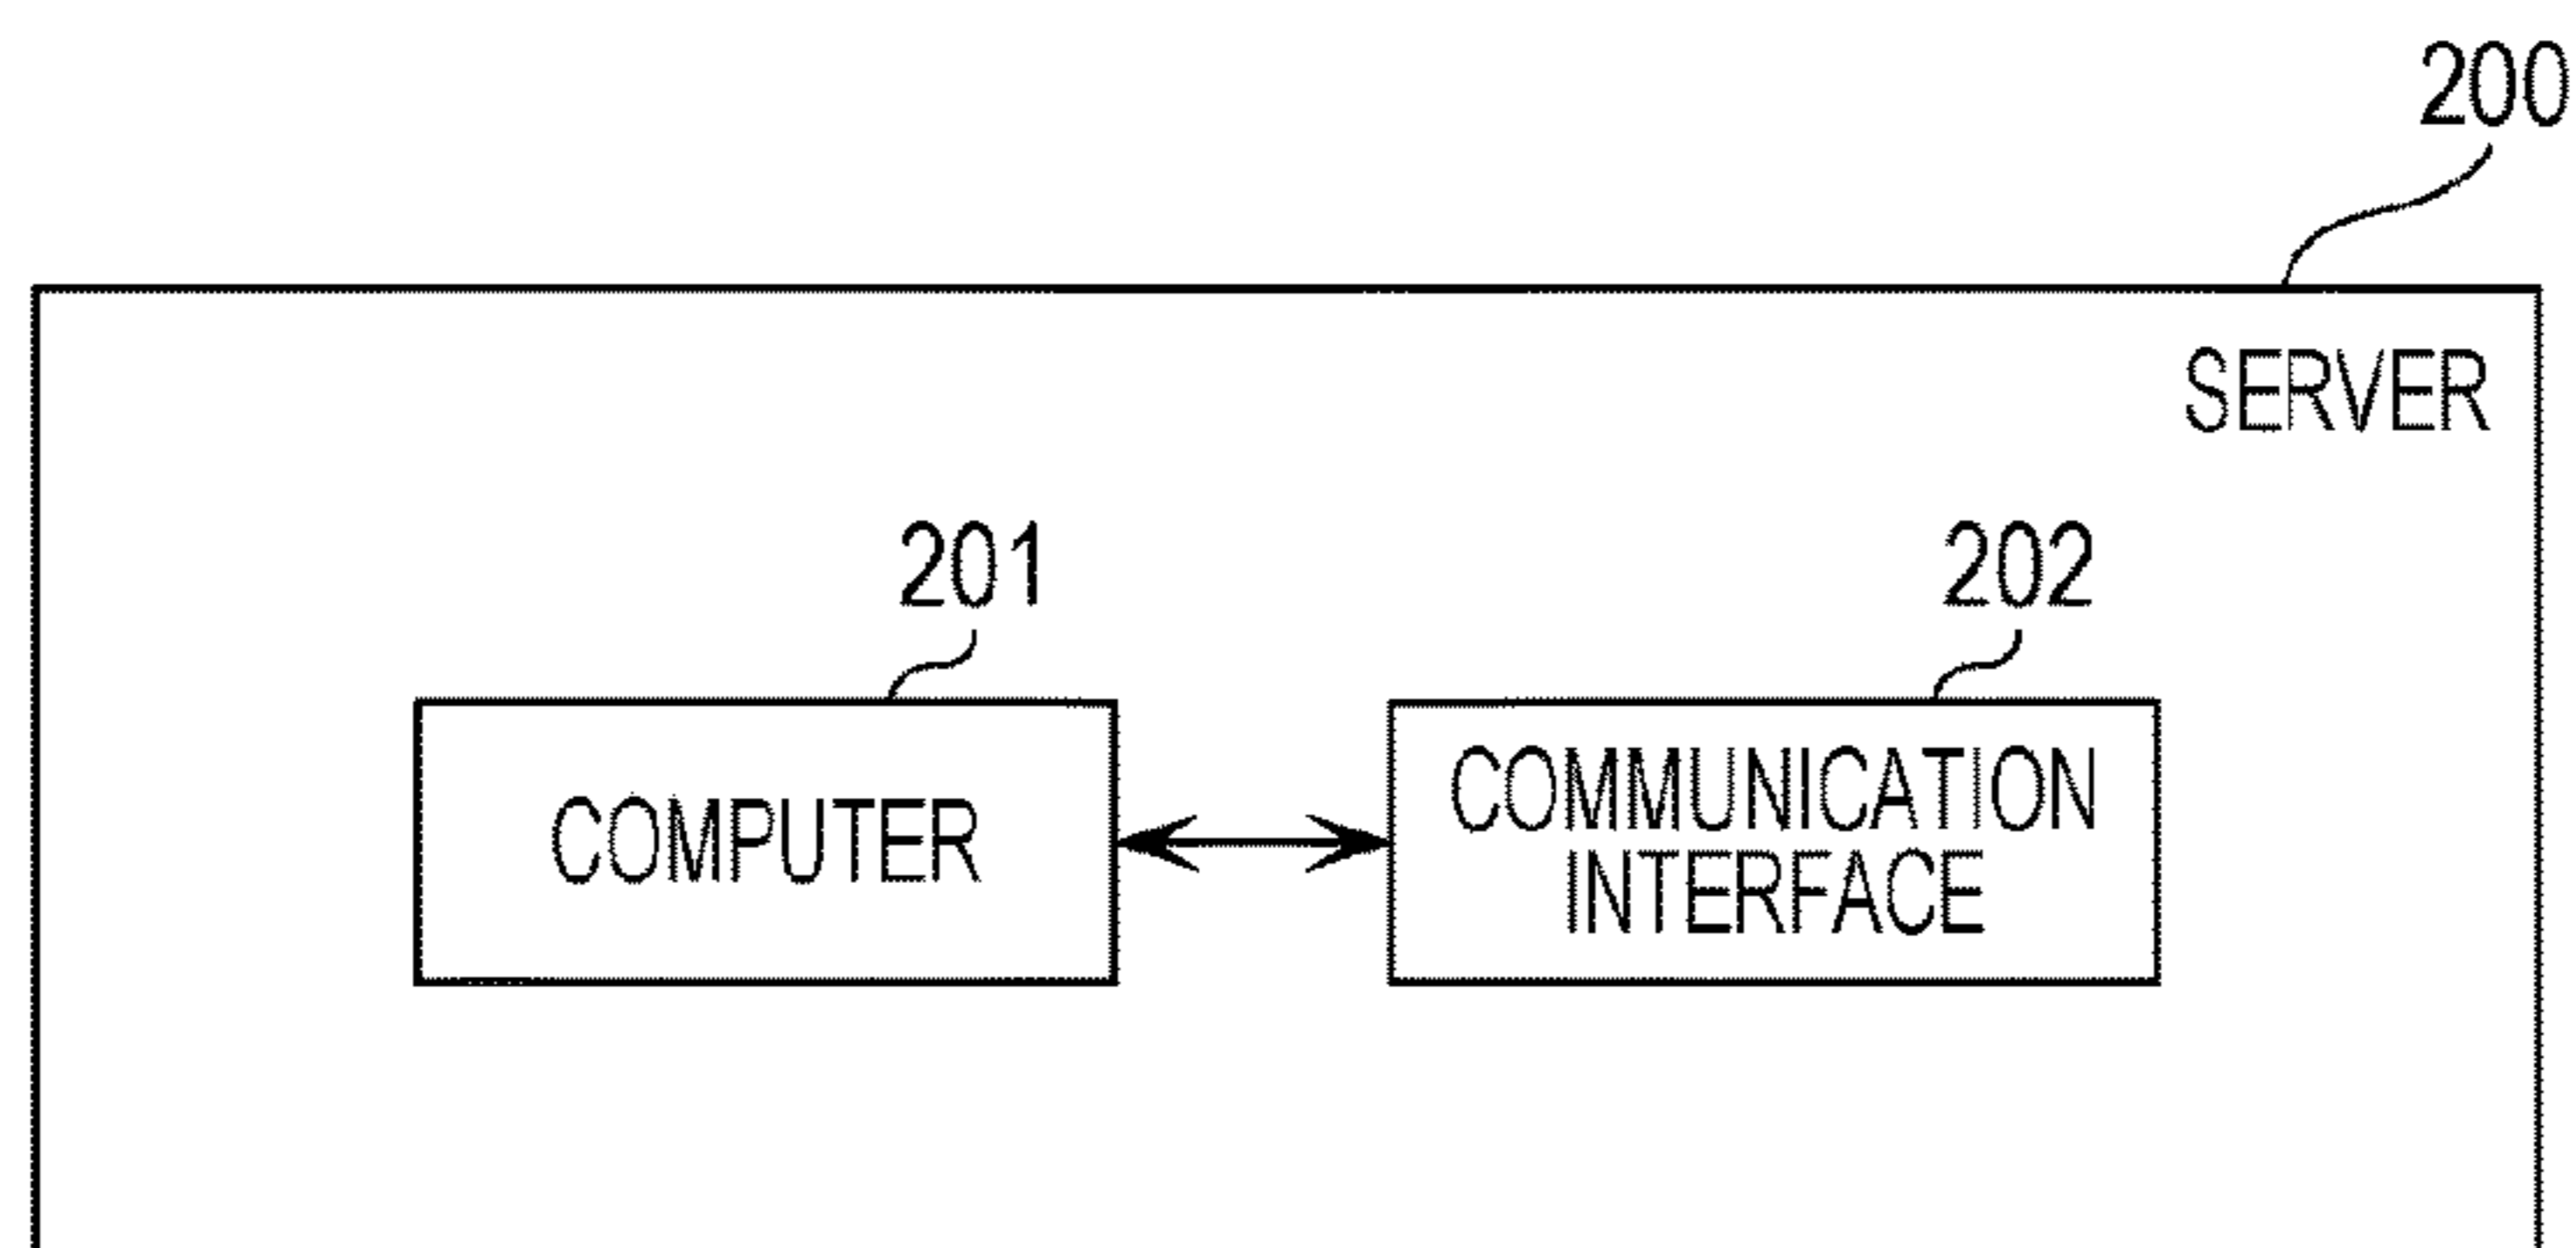 200
SERVER
201
202
COMPUTER
COMMUNICATION
INTERFACE